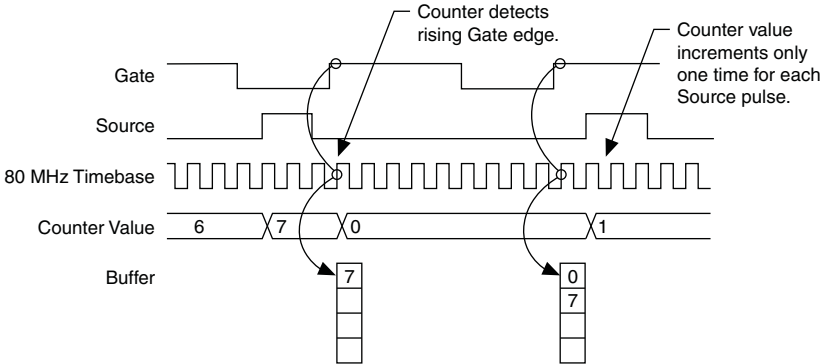 Counter detects
rising Gate edge.
Counter value
increments only
one time for each
Source pulse.
Gate
Source
80 MHz Timebase
Counter Value 6 7 0 1
Buffer 7 0
7